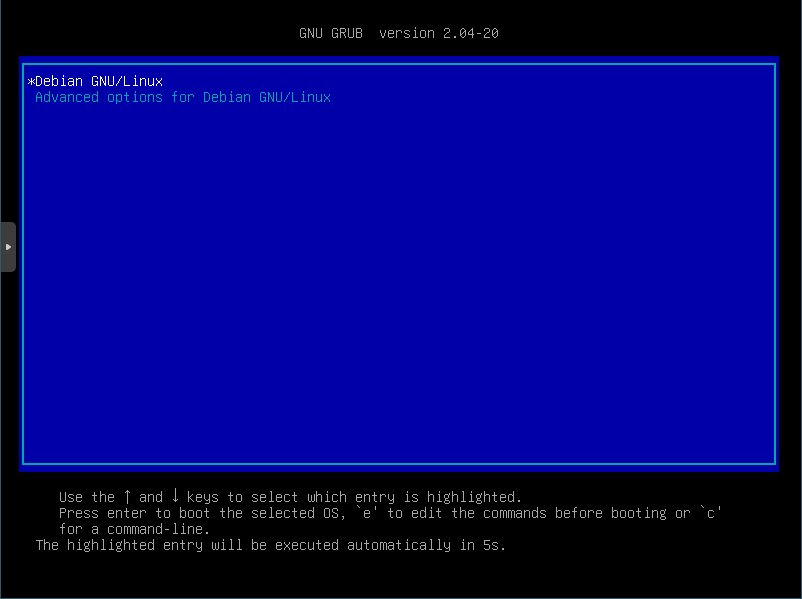 GNU GRUB  version 2.04-20
*Debian GNU/Linux
Advanced options for Debian GNU/Linux
Use the ↑ and ↓ keys to select which entry is highlighted.
Press enter to boot the selected OS, `e' to edit the commands before booting or `c'
for a command-line.
The highlighted entry will be executed automatically in 5s.